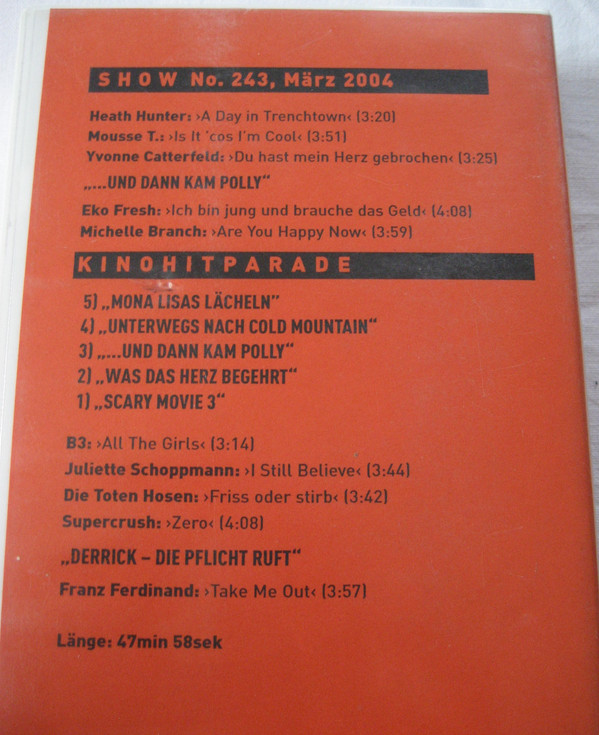 SHOW No. 243, März 2004
Heath Hunter: ›A Day in Trenchtown‹ (3:20)
Mousse T.: ›Is It 'cos I'm Cool‹ (3:51)
Yvonne Catterfeld: ›Du hast mein Herz gebrochen‹ (3:25)
„...UND DANN KAM POLLY“
Eko Fresh: ›Ich bin jung und brauche das Geld‹ (4:08)
Michelle Branch: ›Are You Happy Now‹ (3:59)
KINOHITPARADE
5) „MONA LISAS LÄCHELN”
4) „UNTERWEGS NACH COLD MOUNTAIN“
3) „...UND DANN KAM POLLY“
2) „WAS DAS HERZ BEGEHRT“
1) „SCARY MOVIE 3“
B3: ›All The Girls‹ (3:14)
Juliette Schoppmann: ›I Still Believe‹ (3:44)
Die Toten Hosen: ›Friss oder stirb‹ (3:42)
Supercrush: ›Zero‹ (4:08)
„DERRICK – DIE PFLICHT RUFT“
Franz Ferdinand: ›Take Me Out‹ (3:57)
Länge: 47min 58sek